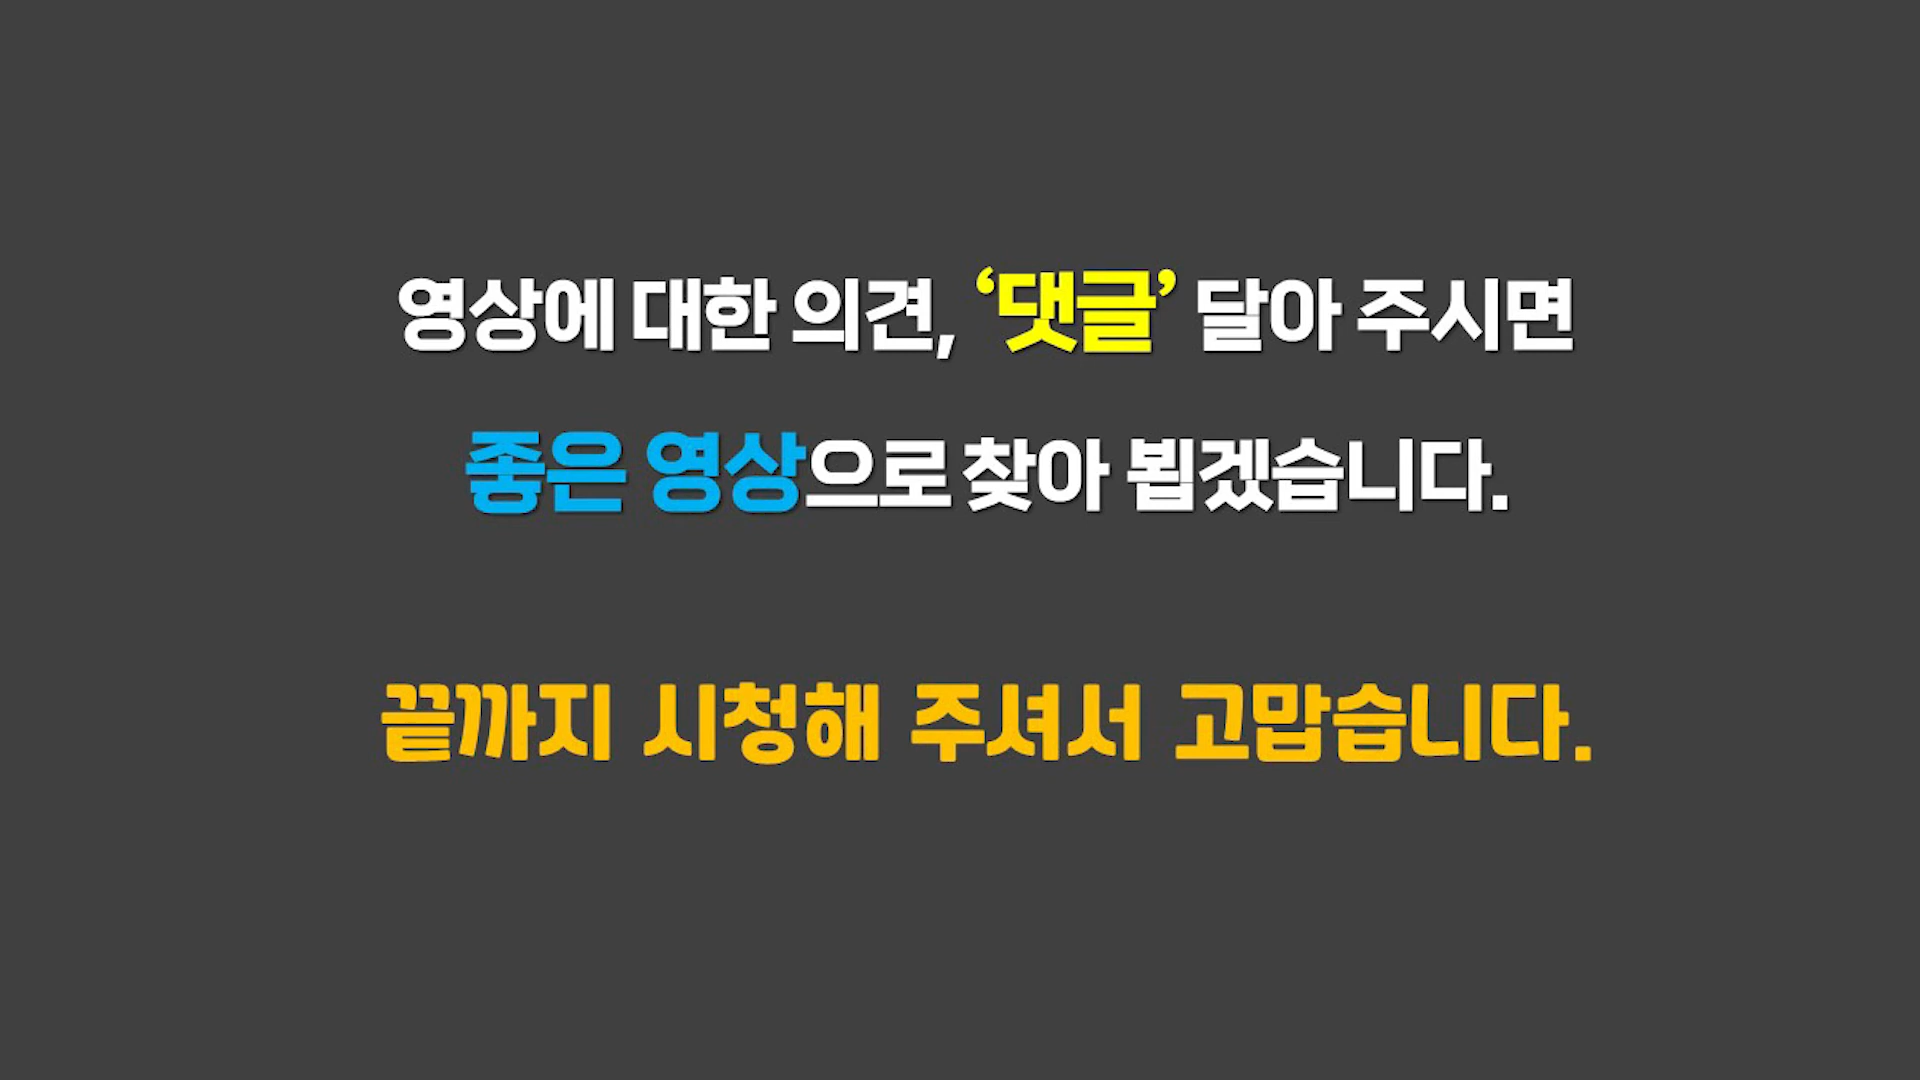 영상에 대한 의견, ‘댓글’ 달아 주시면
좋은 영상으로 찾아 뵙겠습니다.
끝까지 시청해 주셔서 고맙습니다.